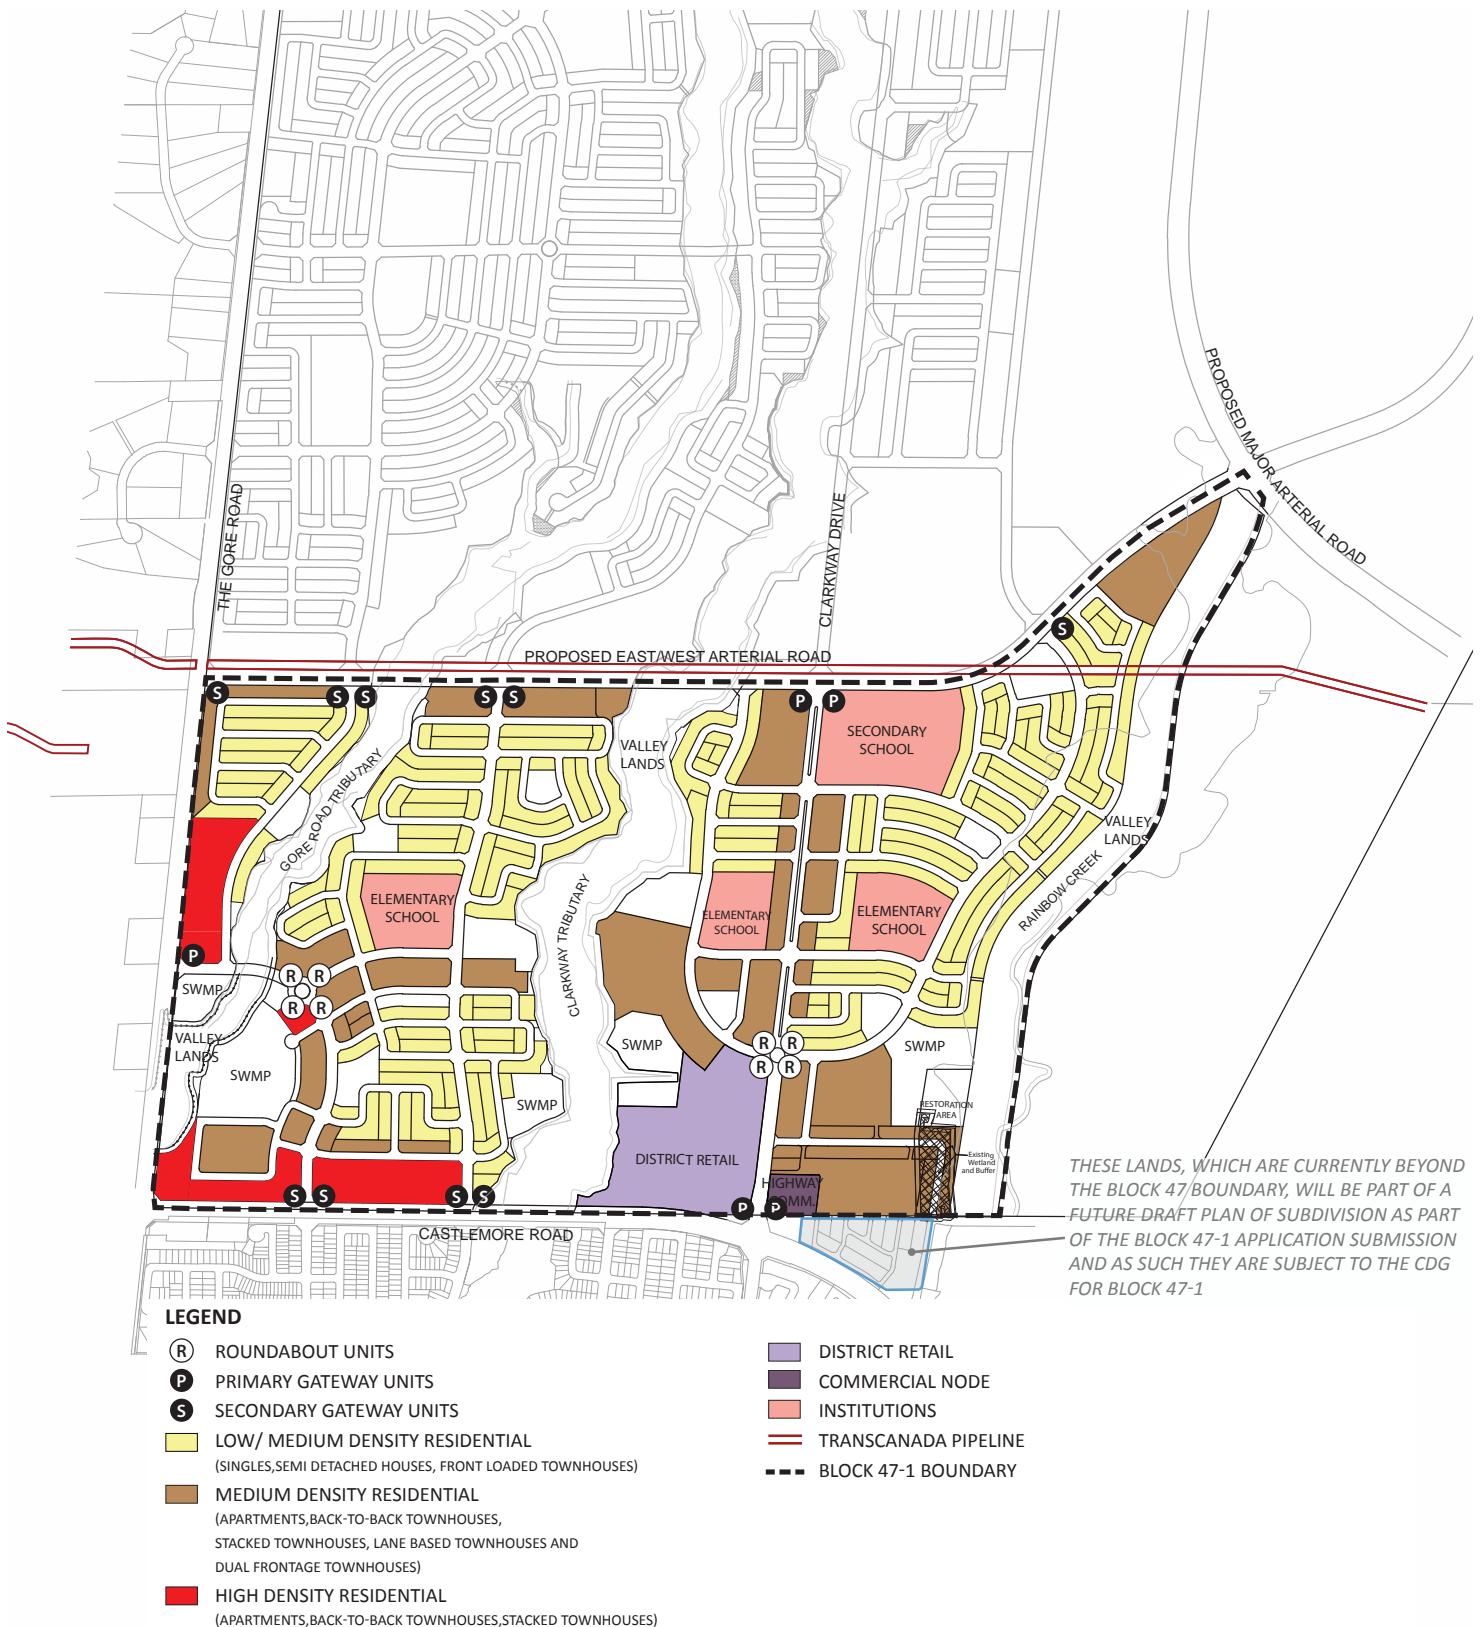 PROPOSED MAJOR ARTERIAL ROAD
THE GORE ROAD
CLARKWAY DRIVE
PROPOSED EAST/WEST ARTERIAL ROAD
S
S
S
S
S
S
P
P
SECONDARY
SCHOOL
VALLEY
LANDS
GORE ROAD TRIBUTARY
VALLEY
LANDS
RAINBOW CREEK
ELEMENTARY
SCHOOL
ELEMENTARY
SCHOOL
ELEMENTARY
SCHOOL
CLARKWAY TRIBUTARY
P
R
R
R
R
SWMP
VALLEY
LANDS
SWMP
SWMP
SWMP
SWMP
R
R
R
R
RESTORATION
AREA
Existing
Wetland
and Buffer
DISTRICT RETAIL
HIGHWAY
COMM.
S
S
S
S
P
P
CASTLEMORE ROAD
THESE LANDS, WHICH ARE CURRENTLY BEYOND
THE BLOCK 47 BOUNDARY, WILL BE PART OF A
FUTURE DRAFT PLAN OF SUBDIVISION AS PART
OF THE BLOCK 47-1 APPLICATION SUBMISSION
AND AS SUCH THEY ARE SUBJECT TO THE CDG
FOR BLOCK 47-1
LEGEND
R ROUNDABOUT UNITS
P PRIMARY GATEWAY UNITS
S SECONDARY GATEWAY UNITS
LOW/ MEDIUM DENSITY RESIDENTIAL
(SINGLES,SEMI DETACHED HOUSES, FRONT LOADED TOWNHOUSES)
MEDIUM DENSITY RESIDENTIAL
(APARTMENTS,BACK-TO-BACK TOWNHOUSES,
STACKED TOWNHOUSES, LANE BASED TOWNHOUSES AND
DUAL FRONTAGE TOWNHOUSES)
HIGH DENSITY RESIDENTIAL
(APARTMENTS,BACK-TO-BACK TOWNHOUSES,STACKED TOWNHOUSES)
DISTRICT RETAIL
COMMERCIAL NODE
INSTITUTIONS
TRANSCANADA PIPELINE
BLOCK 47-1 BOUNDARY